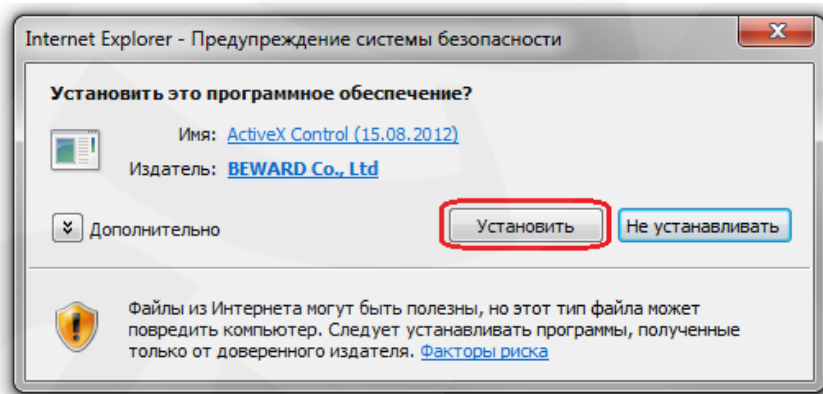 Internet Explorer - Предупреждение системы безопасности
Установить это программное обеспечение?
Имя: ActiveX Control (15.08.2012)
Издатель: BEWARD Co., Ltd
Дополнительно
Установить
Не устанавливать
Файлы из Интернета могут быть полезны, но этот тип файла может
повредить компьютер. Следует устанавливать программы, полученные
только от доверенного издателя. Факторы риска